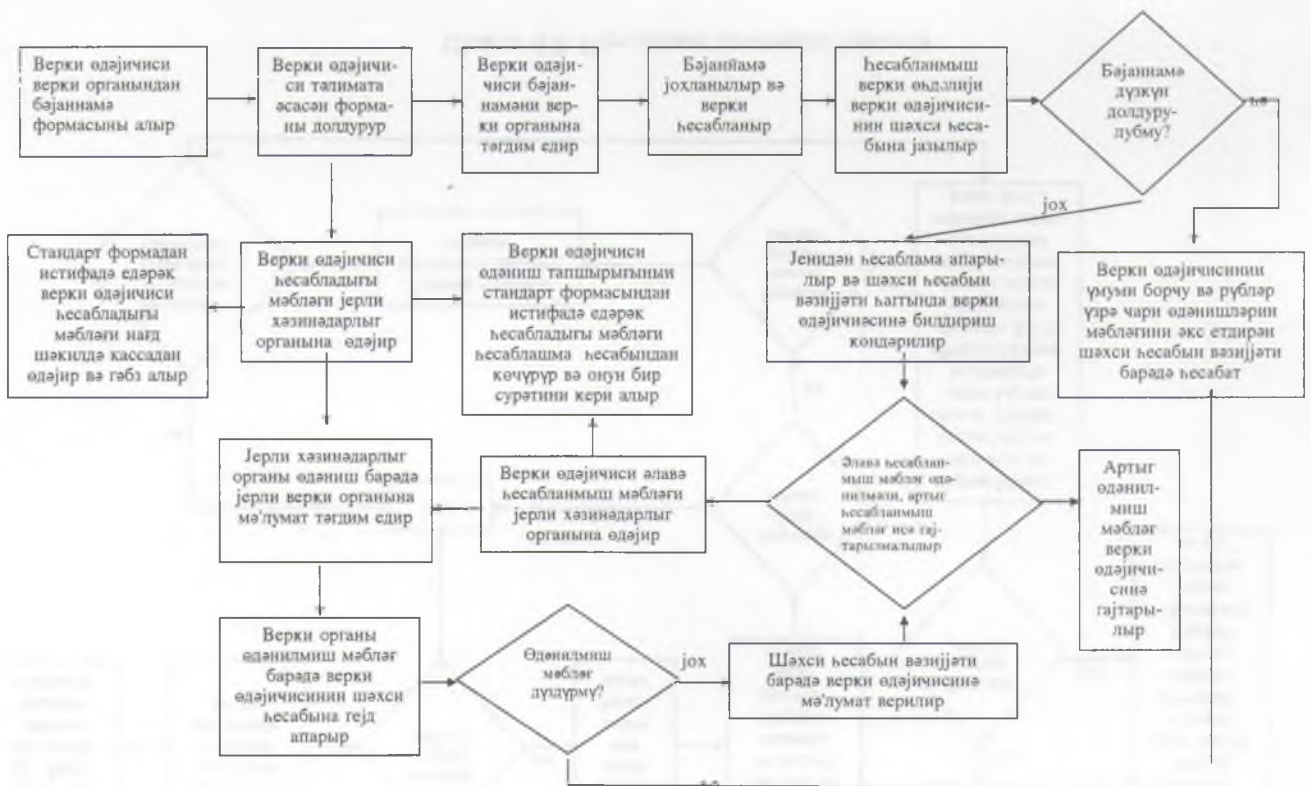 Верки өдәјичиси
верки органындан
бәјаннамә
формасыны алыр
Верки өдәјичи-
си тәлимата
әсасән форма-
ны долдурур
Верки өдәји-
чиси бәјан-
намәни вер-
ки органына
тәгдим едир
Бәјаннамә
јохланылыр вә
верки
һесабланыр
Һесабланмыш
верки өһдәлији
верки өдәјичиси-
нин шәхси һеса-
бына јазылыр
Бәјаннамә
дүзҝүн
долдуру-
лубму?
һә
јох
Стандарт формадан
истифадә едәрәк
верки өдәјичиси
һесабладығы
мәбләғи нағд
шәкилдә кассадан
өдәјир вә гәбз алыр
Верки өдәјичиси
һесабладығы
мәбләғи јерли
хәзинәдарлыг
органына өдәјир
Верки өдәјичиси
өдәниш тапшырығынын
стандарт формасындан
истифадә едәрәк
һесабладығы мәбләғи
һесаблашма һесабындан
көчүрүр вә онун бир
сурәтини кери алыр
Јенидән һесаблама апары-
лыр вә шәхси һесабын
вәзијјәти һагтында верки
өдәјичисинә билдириш
көндәрилир
Верки өдәјичисинин
үмуми борчу вә рүбләр
үзрә чари өдәнишләрин
мәбләғини әкс етдирән
шәхси һесабын вәзијјәти
барәдә һесабат
Јерли хәзинәдарлыг
органы өдәниш барәдә
јерли верки органына
мә'лумат тәгдим едир
Верки өдәјичиси әлавә
һесабланмыш мәбләғи
јерли хәзинәдарлыг
органына өдәјир
Әлавә һесаблан-
мыш мәбләғ өдә-
нилмәли, артыг
һесабланмыш
мәбләғ исә гај-
тарылмалыдыр
Артыг
өдәнил-
миш
мәбләғ
верки
өдәјичи-
синә
гајтары-
лыр
Верки органы
өдәнилмиш мәбләғ
барәдә верки
өдәјичисинин шәхси
һесабына гејд
апарыр
Өдәнилмиш
мәбләғ
дүздүрмү?
јох
Шәхси һесабын вәзијјәти
барәдә верки өдәјичисинә
мә'лумат верилир